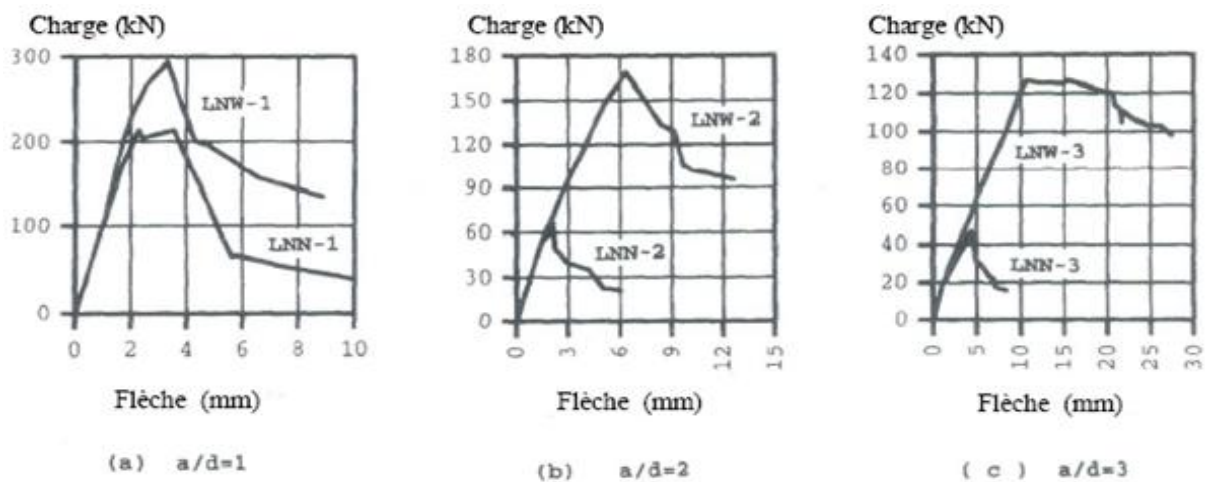 Charge (kN)
300
200
100
0
LNW-1
LNN-1
0 2 4 6 8 10
Flèche (mm)
(a) a/d=1
Charge (kN)
180
150
120
90
60
30
0
LNW-2
LNN-2
0 3 6 9 12 15
Flèche (mm)
(b) a/d=2
Charge (kN)
140
120
100
80
60
40
20
0
LNW-3
LNN-3
0 5 10 15 20 25 30
Flèche (mm)
( c ) a/d=3